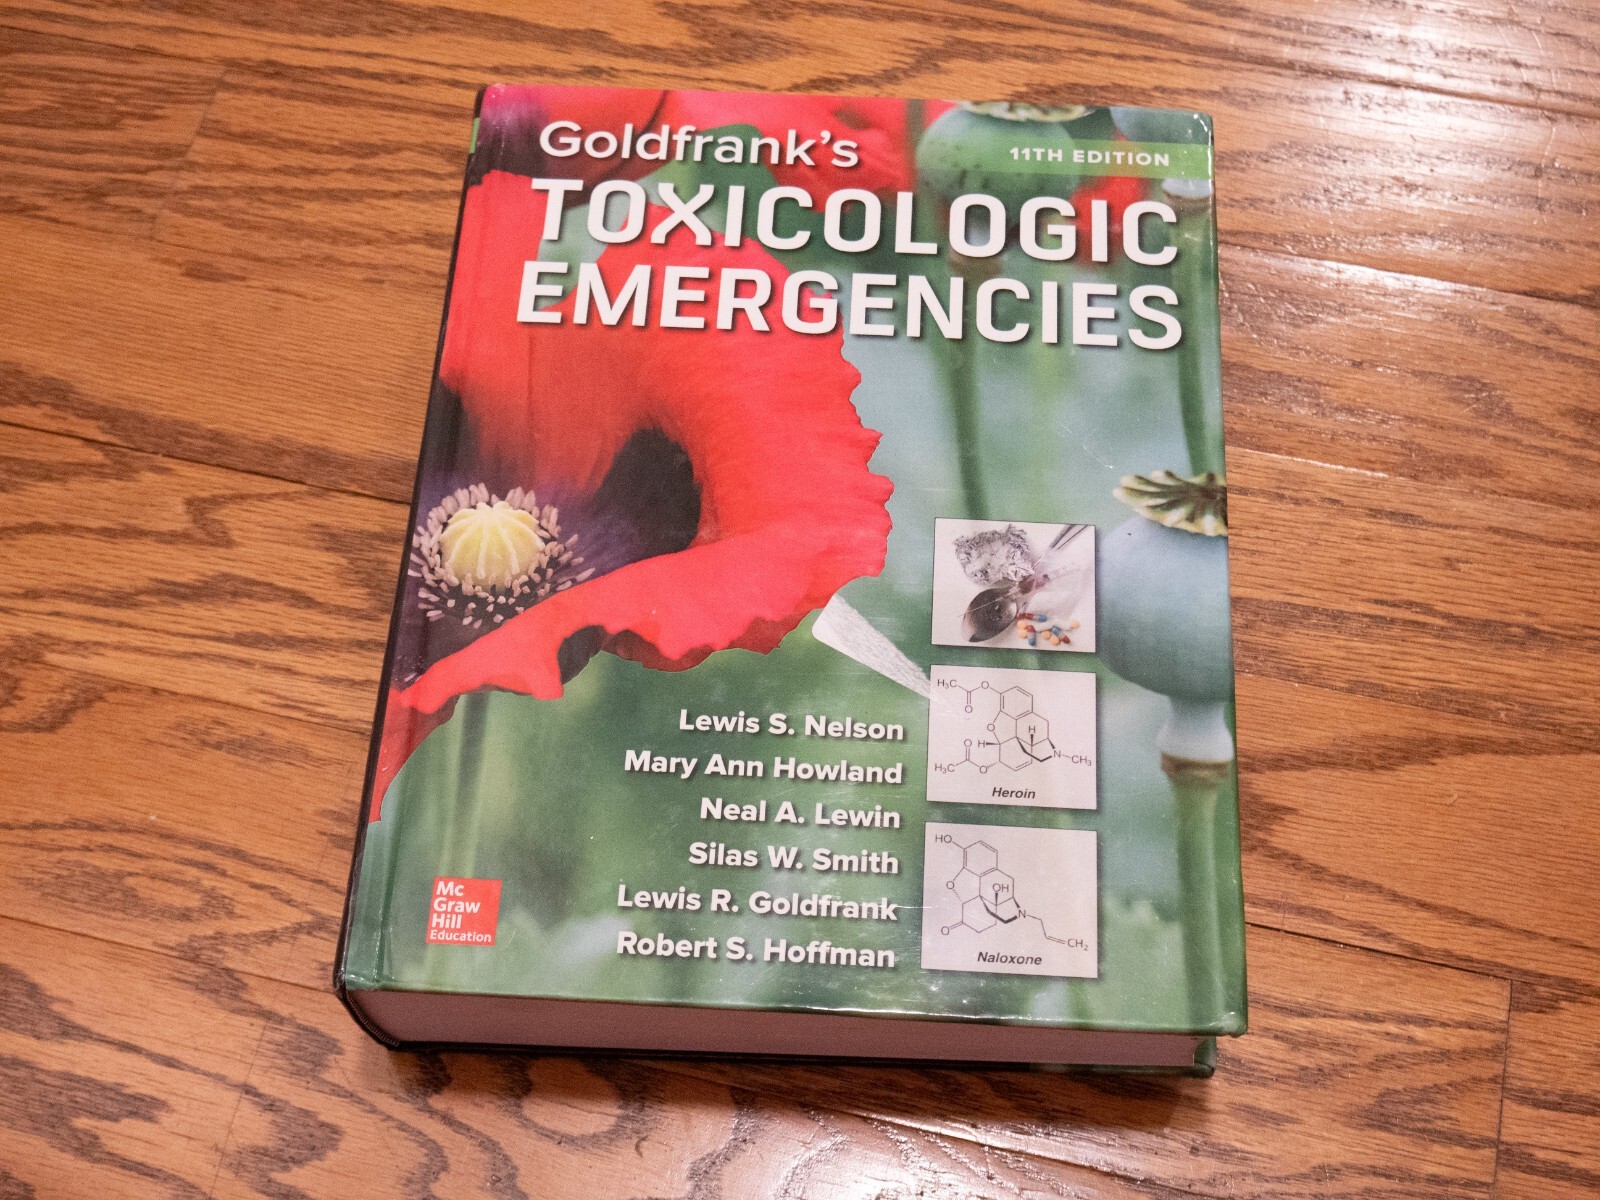 Goldfrank's
11TH EDITION
TOXICOLOGIC
EMERGENCIES
Lewis S. Nelson
Mary Ann Howland
Neal A. Lewin
Silas W. Smith
Lewis R. Goldfrank
Robert S. Hoffman
Mc
Graw
Hill
Education
H₃C
O
O
O
H
H
N
CH₃
O
H₃C
O
Heroin
HO
O
OH
N
O
CH₂
Naloxone